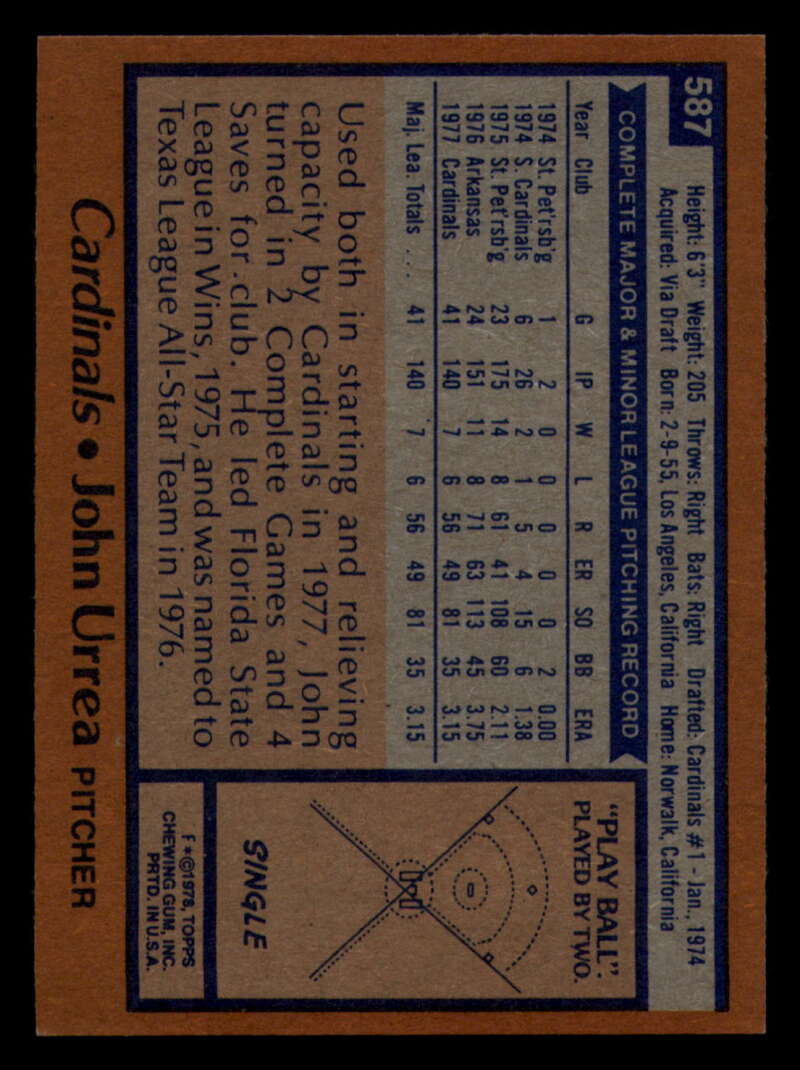 587
Height: 6'3" Weight: 205 Throws: Right Bats: Right Drafted: Cardinals #1 - Jan., 1974
Acquired: Via Draft Born: 2-9-55, Los Angeles, California Home: Norwalk, California
COMPLETE MAJOR & MINOR LEAGUE PITCHING RECORD
Year Club G IP W L R ER SO BB ERA
1974 St. Pet'rsb'g 1 2 0 0 0 0 0 2 0.00
1974 S. Cardinals 6 26 2 1 5 4 15 6 1.38
1975 St. Pet'rsb'g 23 175 14 8 61 41 108 60 2.11
1976 Arkansas 24 151 11 8 71 63 113 45 3.75
1977 Cardinals 41 140 7 6 56 49 81 35 3.15
Maj. Lea. Totals .... 41 140 7 6 56 49 81 35 3.15
Used both in starting and relieving
capacity by Cardinals in 1977, John
turned in 2 Complete Games and 4
Saves for club. He led Florida State
League in Wins, 1975, and was named to
Texas League All-Star Team in 1976.
"PLAY BALL"
PLAYED BY TWO.
SINGLE
F*©1978, TOPPS
CHEWING GUM, INC.
PRTD. IN U.S.A.
Cardinals • John Urrea PITCHER